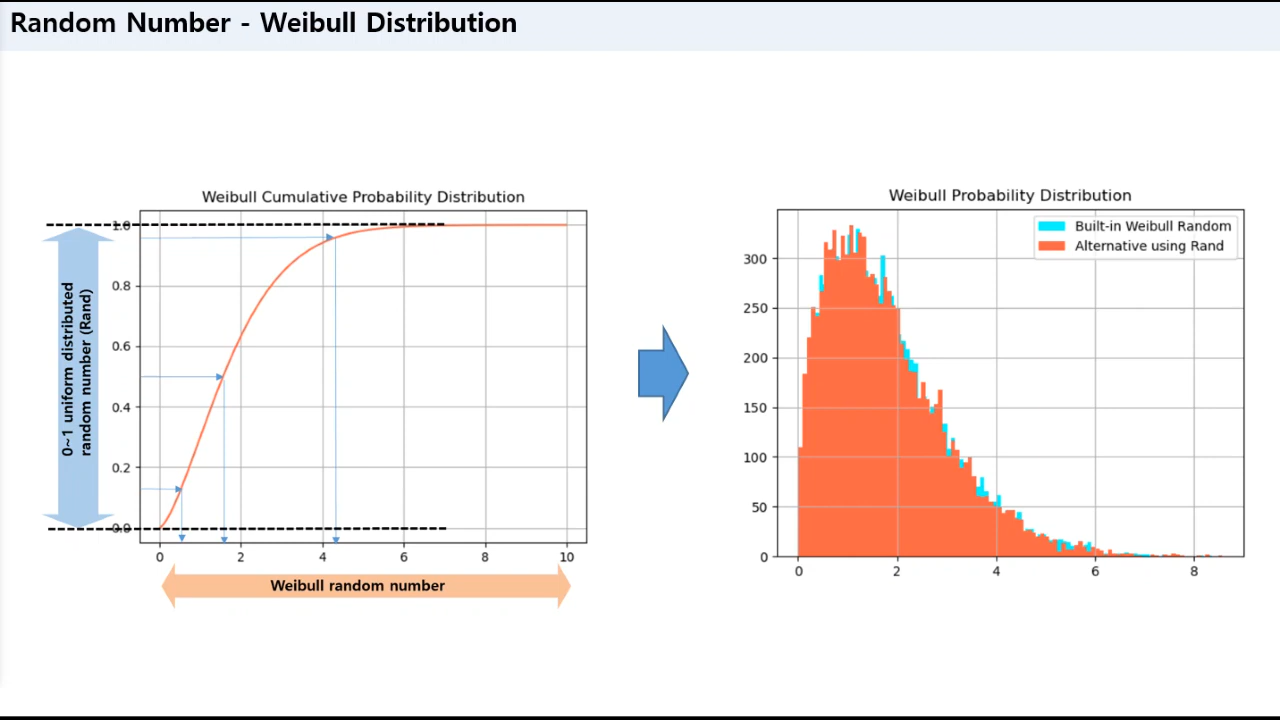 Random Number - Weibull Distribution
Weibull Cumulative Probability Distribution
1.0
0.8
0.6
0.4
0.2
0.0
0 2 4 6 8 10
0~1 uniform distributed
random number (Rand)
Weibull random number
Weibull Probability Distribution
Built-in Weibull Random
Alternative using Rand
300
250
200
150
100
50
0
0 2 4 6 8